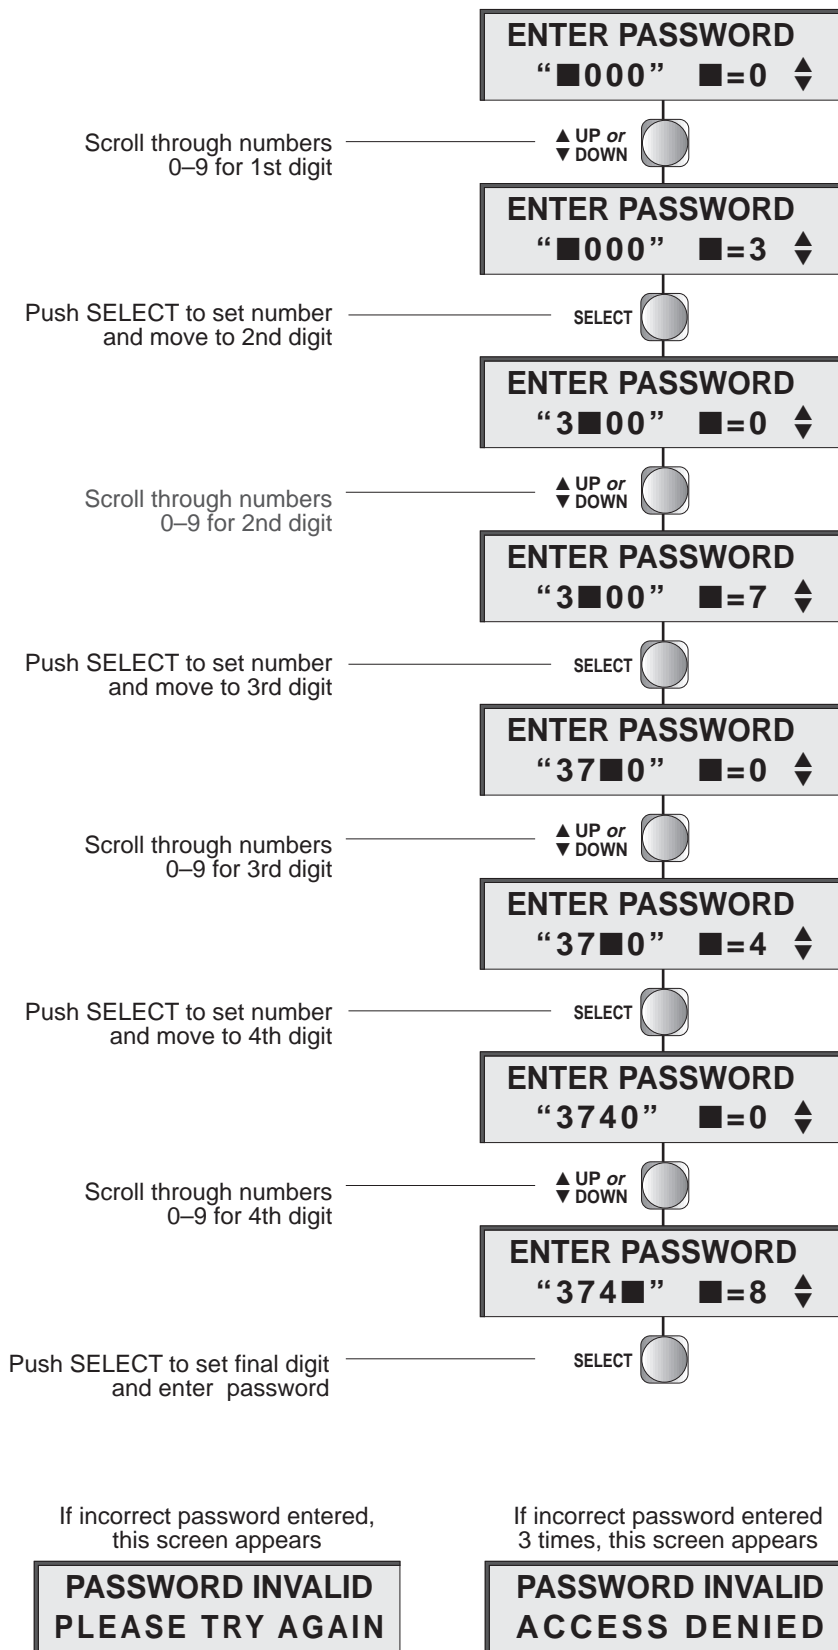 ENTER PASSWORD
“■000” ■=0 ▲▼
Scroll through numbers
0–9 for 1st digit
▲ UP or
▼ DOWN
ENTER PASSWORD
“■000” ■=3 ▲▼
Push SELECT to set number
and move to 2nd digit
SELECT
ENTER PASSWORD
“3■00” ■=0 ▲▼
Scroll through numbers
0–9 for 2nd digit
▲ UP or
▼ DOWN
ENTER PASSWORD
“3■00” ■=7 ▲▼
Push SELECT to set number
and move to 3rd digit
SELECT
ENTER PASSWORD
“37■0” ■=0 ▲▼
Scroll through numbers
0–9 for 3rd digit
▲ UP or
▼ DOWN
ENTER PASSWORD
“37■0” ■=4 ▲▼
Push SELECT to set number
and move to 4th digit
SELECT
ENTER PASSWORD
“3740” ■=0 ▲▼
Scroll through numbers
0–9 for 4th digit
▲ UP or
▼ DOWN
ENTER PASSWORD
“374■” ■=8 ▲▼
Push SELECT to set final digit
and enter password
SELECT
If incorrect password entered,
this screen appears
PASSWORD INVALID
PLEASE TRY AGAIN
If incorrect password entered
3 times, this screen appears
PASSWORD INVALID
ACCESS DENIED